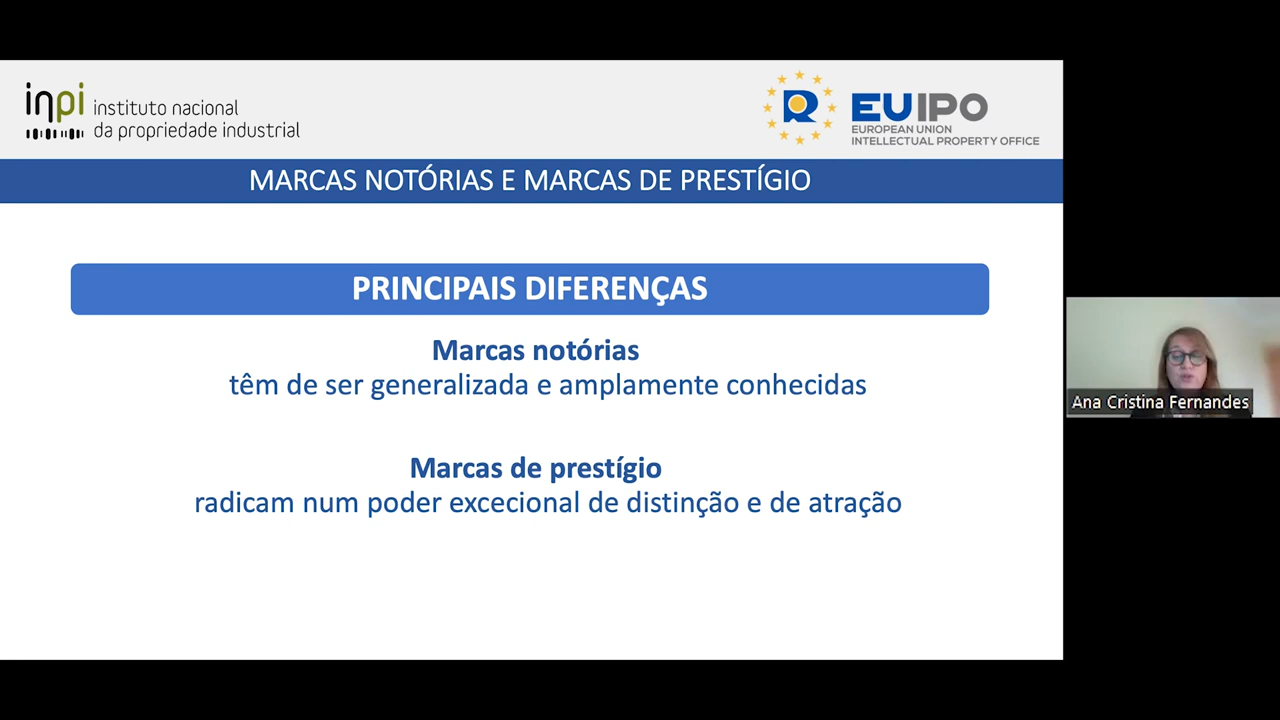 inpi instituto nacional
da propriedade industrial
EUIPO
EUROPEAN UNION
INTELLECTUAL PROPERTY OFFICE
MARCAS NOTÓRIAS E MARCAS DE PRESTÍGIO
PRINCIPAIS DIFERENÇAS
Marcas notórias
têm de ser generalizada e amplamente conhecidas
Marcas de prestígio
radicam num poder excecional de distinção e de atração
Ana Cristina Fernandes